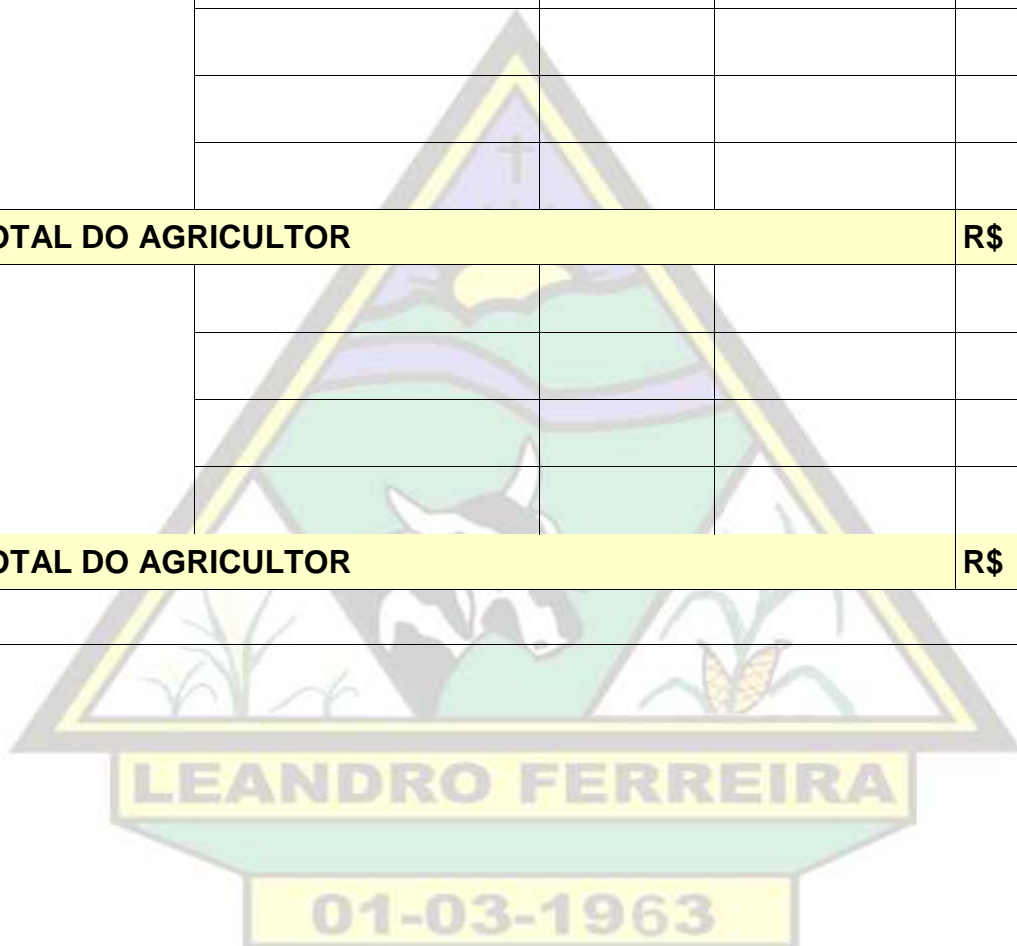 OTAL DO AGRICULTOR R$
OTAL DO AGRICULTOR R$
LEANDRO FERREIRA
01-03-1963